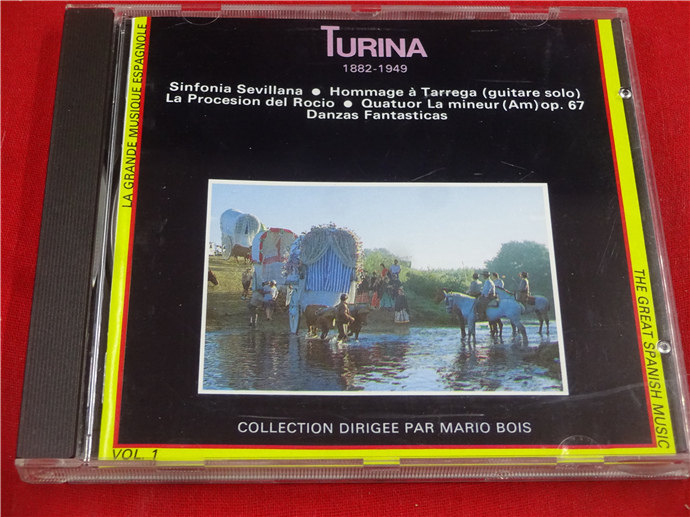 TURINA
1882-1949
Sinfonia Sevillana ● Hommage à Tarrega (guitare solo)
La Procesion del Rocio ● Quatuor La mineur (Am) op. 67
Danzas Fantasticas
LA GRANDE MUSIQUE ESPAGNOLE
THE GREAT SPANISH MUSIC
COLLECTION DIRIGEE PAR MARIO BOIS
VOL. 1